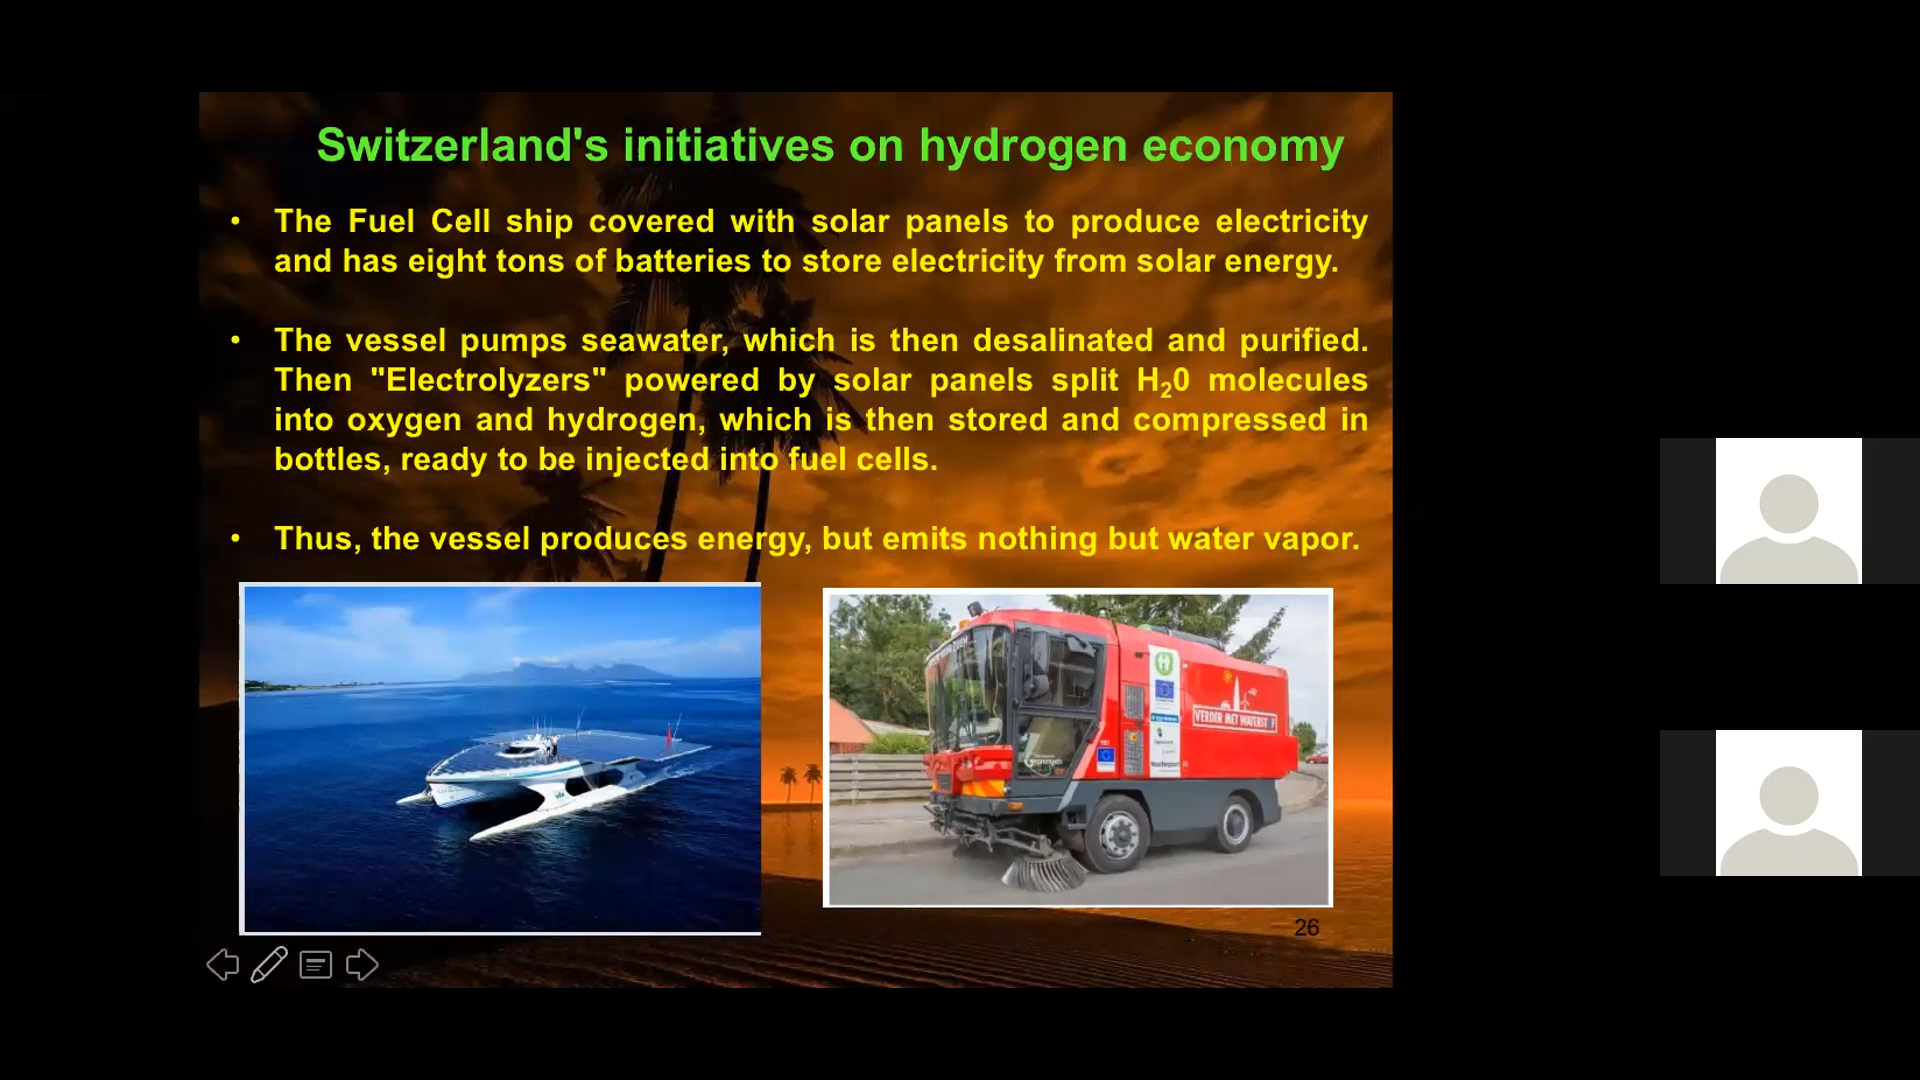 Switzerland's initiatives on hydrogen economy
• The Fuel Cell ship covered with solar panels to produce electricity
and has eight tons of batteries to store electricity from solar energy.
• The vessel pumps seawater, which is then desalinated and purified.
Then "Electrolyzers" powered by solar panels split H₂0 molecules
into oxygen and hydrogen, which is then stored and compressed in
bottles, ready to be injected into fuel cells.
• Thus, the vessel produces energy, but emits nothing but water vapor.
H
VERDER MET WATERSTOF
26